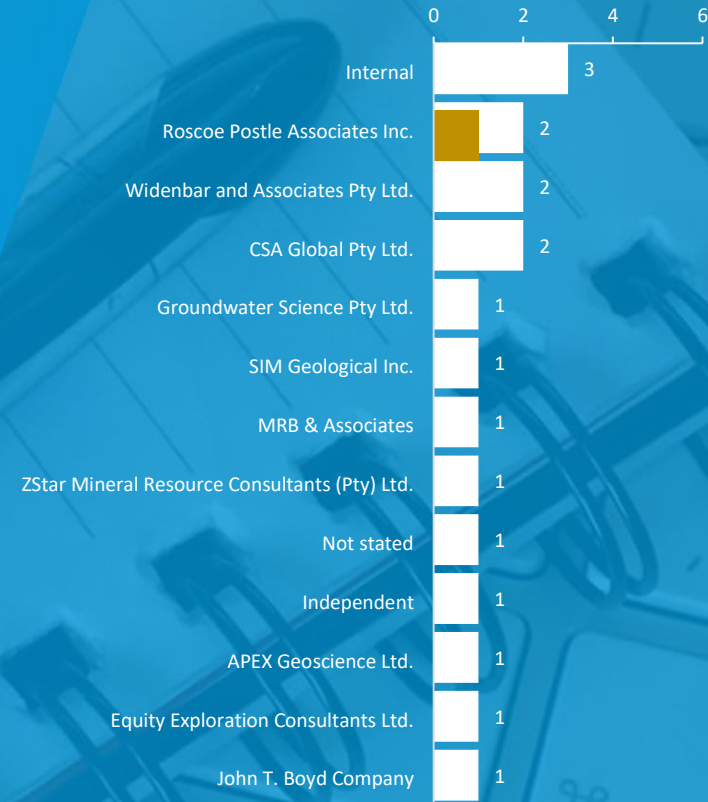 0 2 4 6
Internal 3
Roscoe Postle Associates Inc. 2
Widenbar and Associates Pty Ltd. 2
CSA Global Pty Ltd. 2
Groundwater Science Pty Ltd. 1
SIM Geological Inc. 1
MRB & Associates 1
ZStar Mineral Resource Consultants (Pty) Ltd. 1
Not stated 1
Independent 1
APEX Geoscience Ltd. 1
Equity Exploration Consultants Ltd. 1
John T. Boyd Company 1